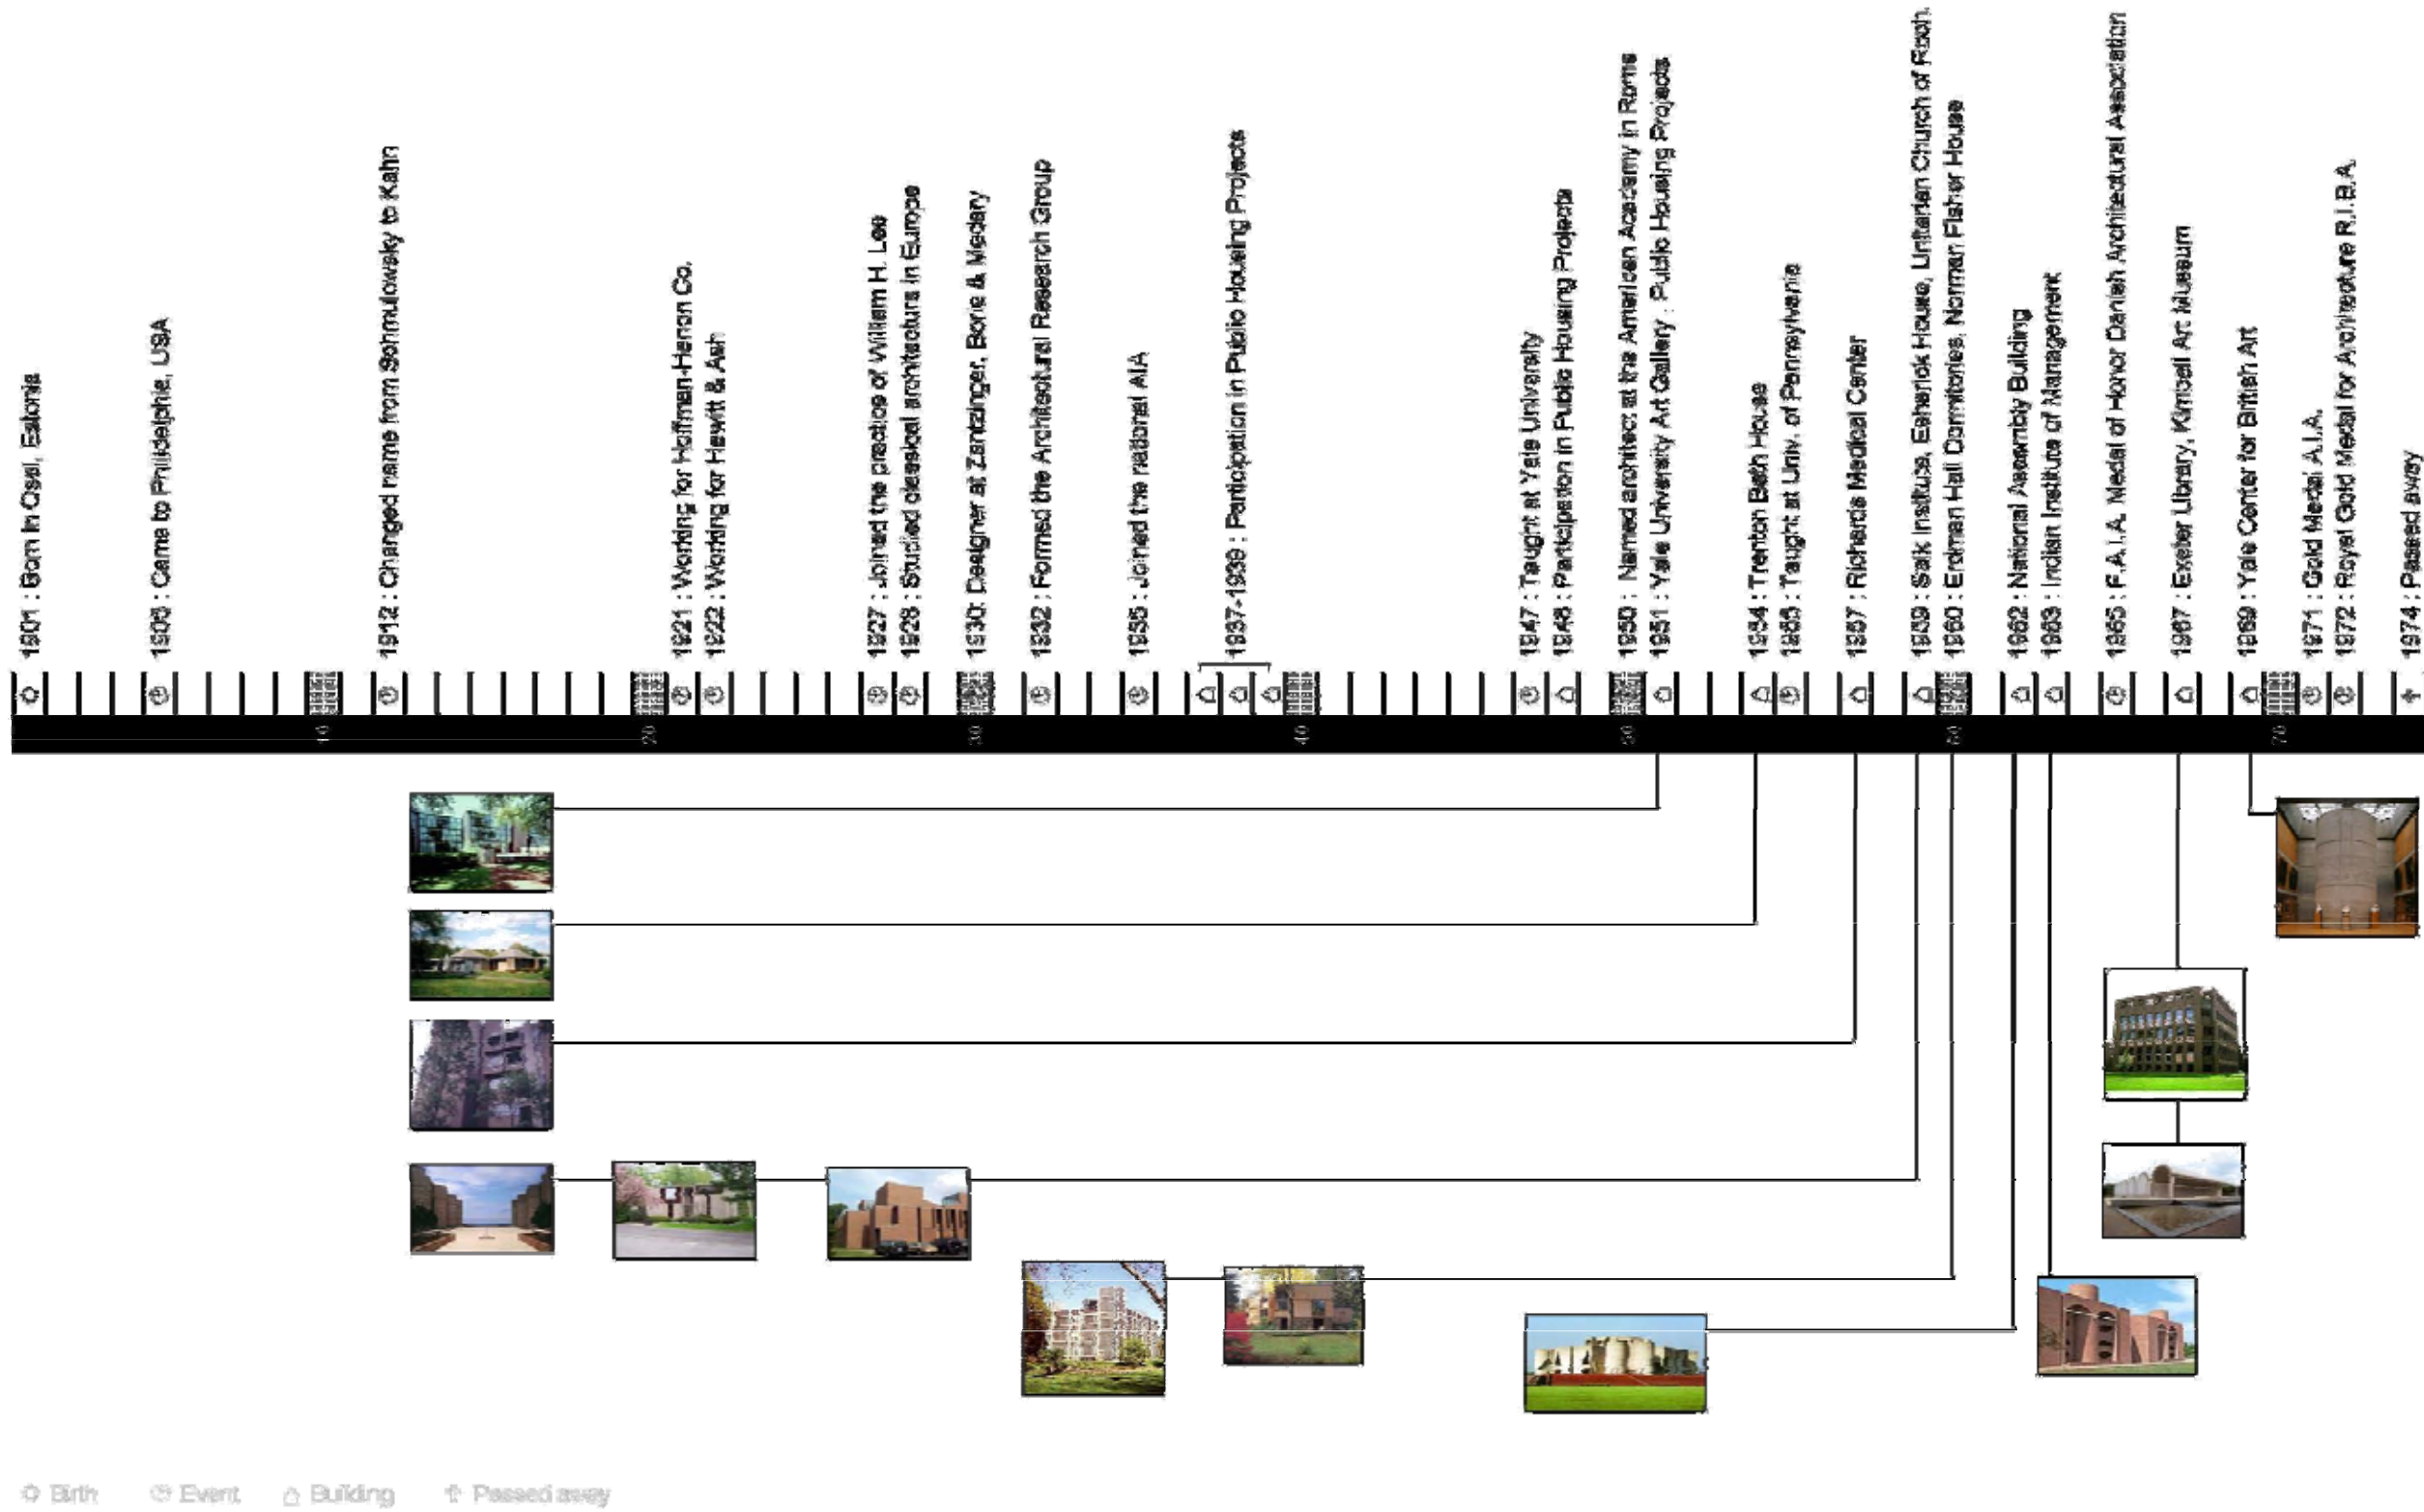 1901 : Born in Osel, Estonia
1905 : Came to Philidelphia, USA
1912 : Changed name from Schmulowsky to Kahn
1921 : Working for Hoffman-Henon Co.
1922 : Working for Hewitt & Ash
1927 : Joined the practice of William H. Lee
1928 : Studied classical architecture in Europe
1930: Designer at Zantzinger, Borie & Medary
1932 : Formed the Architectural Research Group
1935 : Joined the national AIA
1937-1939 : Participation in Public Housing Projects
1947 : Taught at Yale University
1948 : Participation in Public Housing Projects
1950 : Named architect at the American Academy in Rome
1951 : Yale University Art Gallery : Public Housing Projects
1954 : Trenton Bath House
1955 : Taught at Univ. of Pennsylvania
1957 : Richards Medical Center
1959 : Salk Institue, Esherick House, Unitarian Church of Roch.
1960 : Erdman Hall Dormitories, Norman Fisher House
1962 : National Assembly Building
1963 : Indian Institute of Management
1965 : F.A.I.A. Medal of Honor Danish Architectural Association
1967 : Exeter Library, Kimbell Art Museum
1969 : Yale Center for British Art
1971 : Gold Medal A.I.A.
1972 : Royal Gold Medal for Architecture R.I.B.A.
1974 : Passed away
10 20 30 40 50 60 70
Birth Event Building Passed away